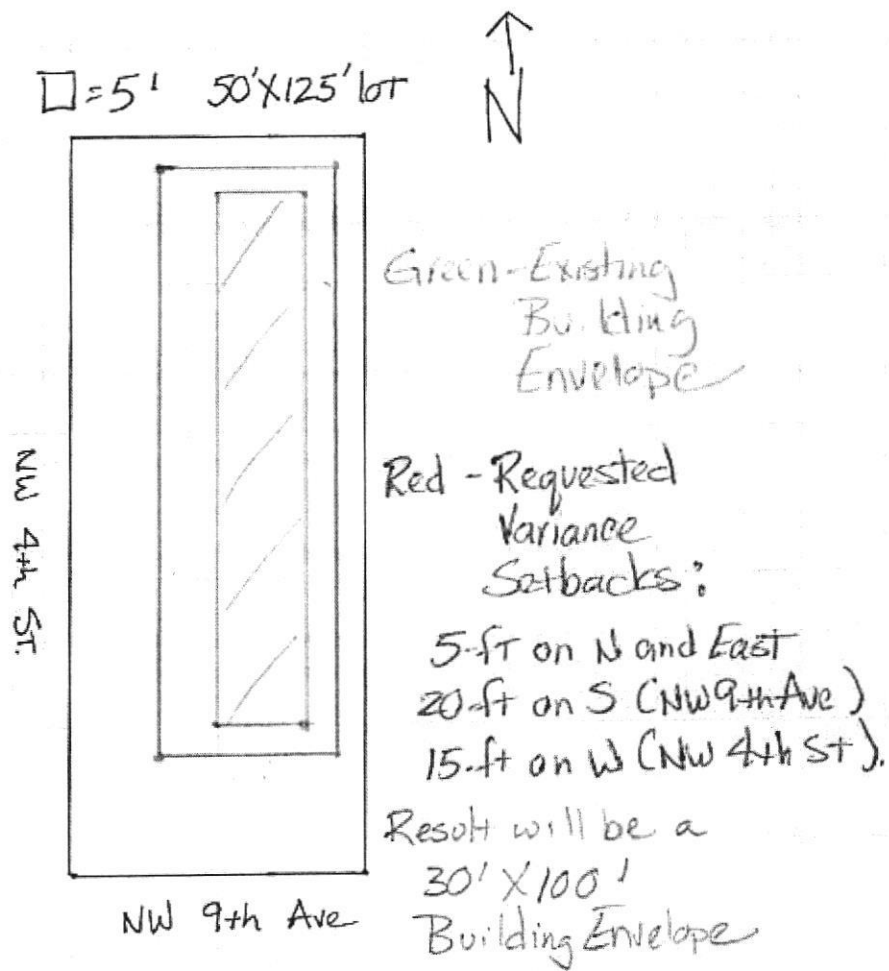 □=5' 50'X125' lot
N
Green-Existing
Building
Envelope
Red - Requested
Variance
Setbacks:
5-ft on N and East
20-ft on S (NW 9th Ave)
15-ft on W (NW 4th St).
Result will be a
30' X 100'
Building Envelope
NW 4th ST.
NW 9th Ave